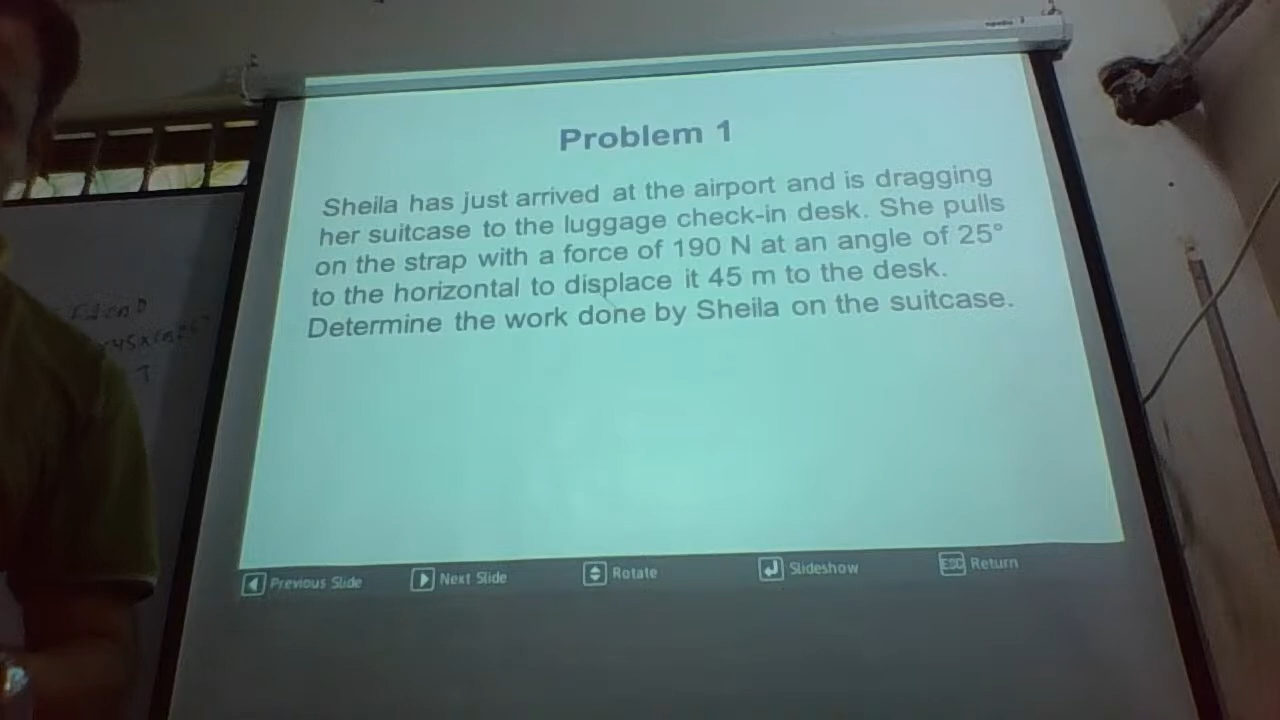 Problem 1
Sheila has just arrived at the airport and is dragging
her suitcase to the luggage check-in desk. She pulls
on the strap with a force of 190 N at an angle of 25°
to the horizontal to displace it 45 m to the desk.
Determine the work done by Sheila on the suitcase.
Previous Slide Next Slide Rotate Slideshow ESC Return